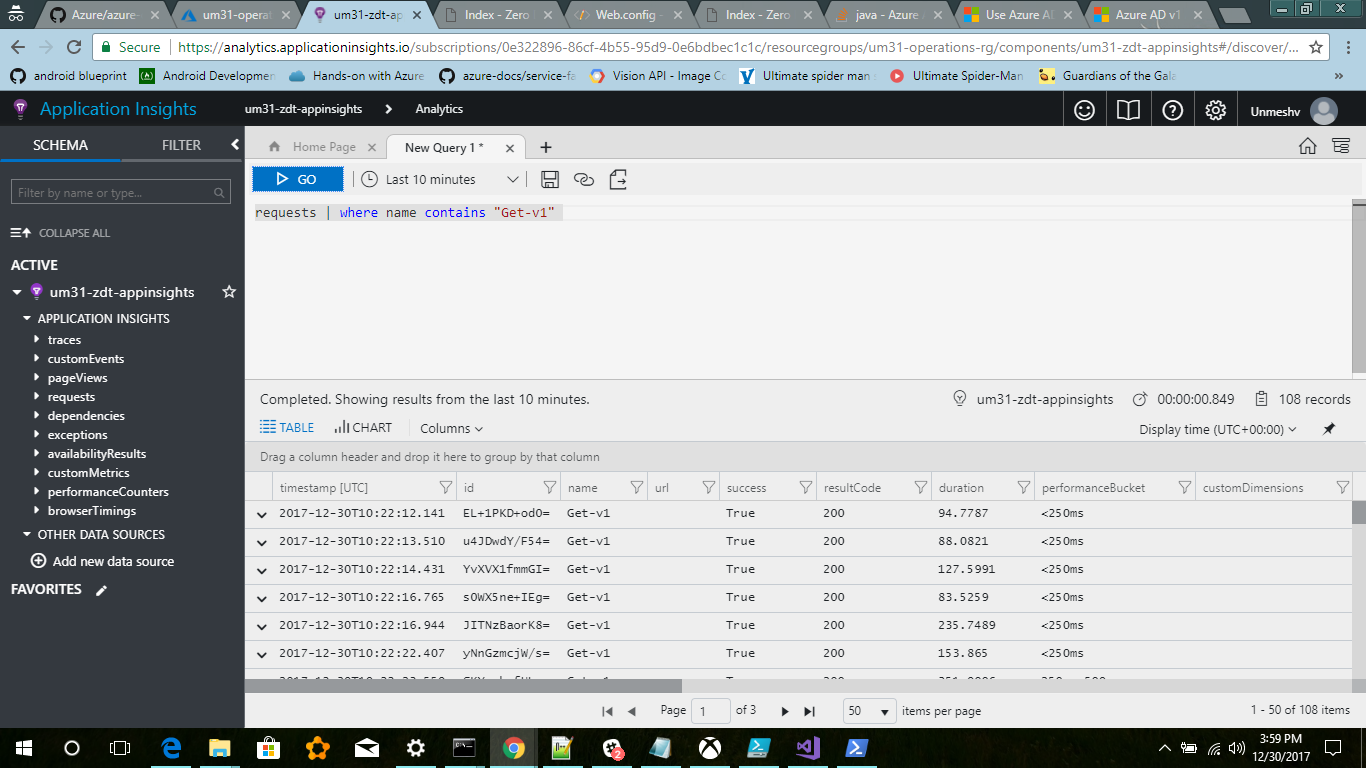 Azure/azure-
um31-operat
um31-zdt-ap
Index - Zero
Web.config -
Index - Zero
java - Azure
Use Azure A
Azure AD v1
Secure | https://analytics.applicationinsights.io/subscriptions/0e322896-86cf-4b55-95d9-0e6bdbec1c1c/resourcegroups/um31-operations-rg/components/um31-zdt-appinsights#/discover/...
android blueprint
Android Developmen
Hands-on with Azure
azure-docs/service-fa
Vision API - Image Co
Ultimate spider man
Ultimate Spider-Man
Guardians of the Gala
»
Application Insights
um31-zdt-appinsights
Analytics
Unmeshv
SCHEMA
FILTER
Home Page
New Query 1 *
GO
Last 10 minutes
Filter by name or type...
requests | where name contains "Get-v1"
COLLAPSE ALL
ACTIVE
um31-zdt-appinsights
APPLICATION INSIGHTS
traces
customEvents
pageViews
requests
dependencies
exceptions
availabilityResults
customMetrics
performanceCounters
browserTimings
OTHER DATA SOURCES
Add new data source
FAVORITES
Completed. Showing results from the last 10 minutes.
um31-zdt-appinsights
00:00:00.849
108 records
TABLE
CHART
Columns
Display time (UTC+00:00)
Drag a column header and drop it here to group by that column
timestamp [UTC] id name url success resultCode duration performanceBucket customDimensions
2017-12-30T10:22:12.141 EL+1PKD+od0= Get-v1 True 200 94.7787 <250ms
2017-12-30T10:22:13.510 u4JDwdY/F54= Get-v1 True 200 88.0821 <250ms
2017-12-30T10:22:14.431 YvXVX1fmmGI= Get-v1 True 200 127.5991 <250ms
2017-12-30T10:22:16.765 s0WX5ne+IEg= Get-v1 True 200 83.5259 <250ms
2017-12-30T10:22:16.944 JITNzBaorK8= Get-v1 True 200 235.7489 <250ms
2017-12-30T10:22:22.407 yNnGzmcjW/s= Get-v1 True 200 153.865 <250ms
Page 1 of 3
50 items per page
1 - 50 of 108 items
2
3:59 PM
12/30/2017